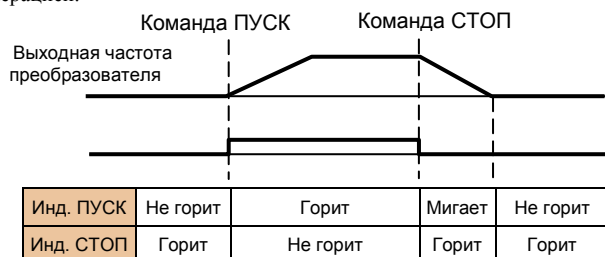 Команда ПУСК Команда СТОП
Выходная частота
преобразователя
Инд. ПУСК Не горит Горит Мигает Не горит
Инд. СТОП Горит Не горит Горит Горит